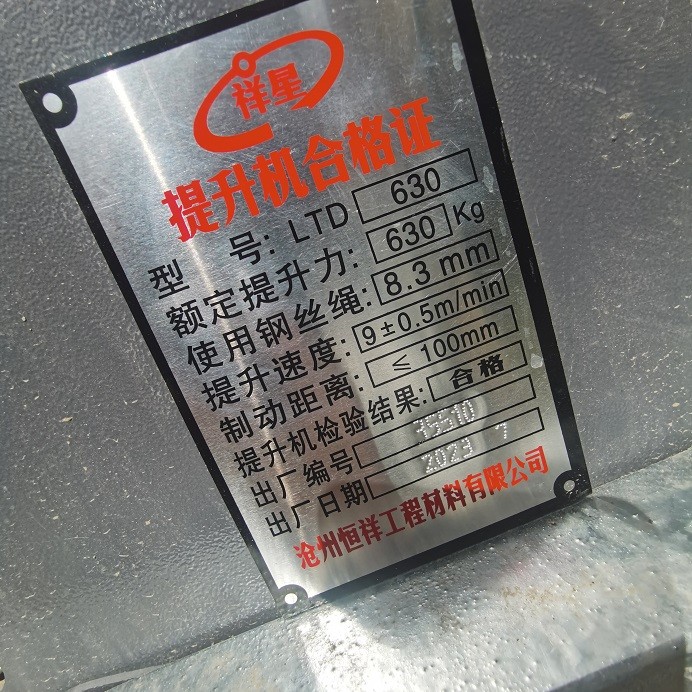 祥星
提升机合格证
型 号: LTD 630
额定提升力: 630 Kg
使用钢丝绳: 8.3 mm
提升速度: 9±0.5m/min
制动距离: ≤ 100mm
提升机检验结果: 合格
出厂编号 35510
出厂日期 2023 7
沧州恒祥工程材料有限公司